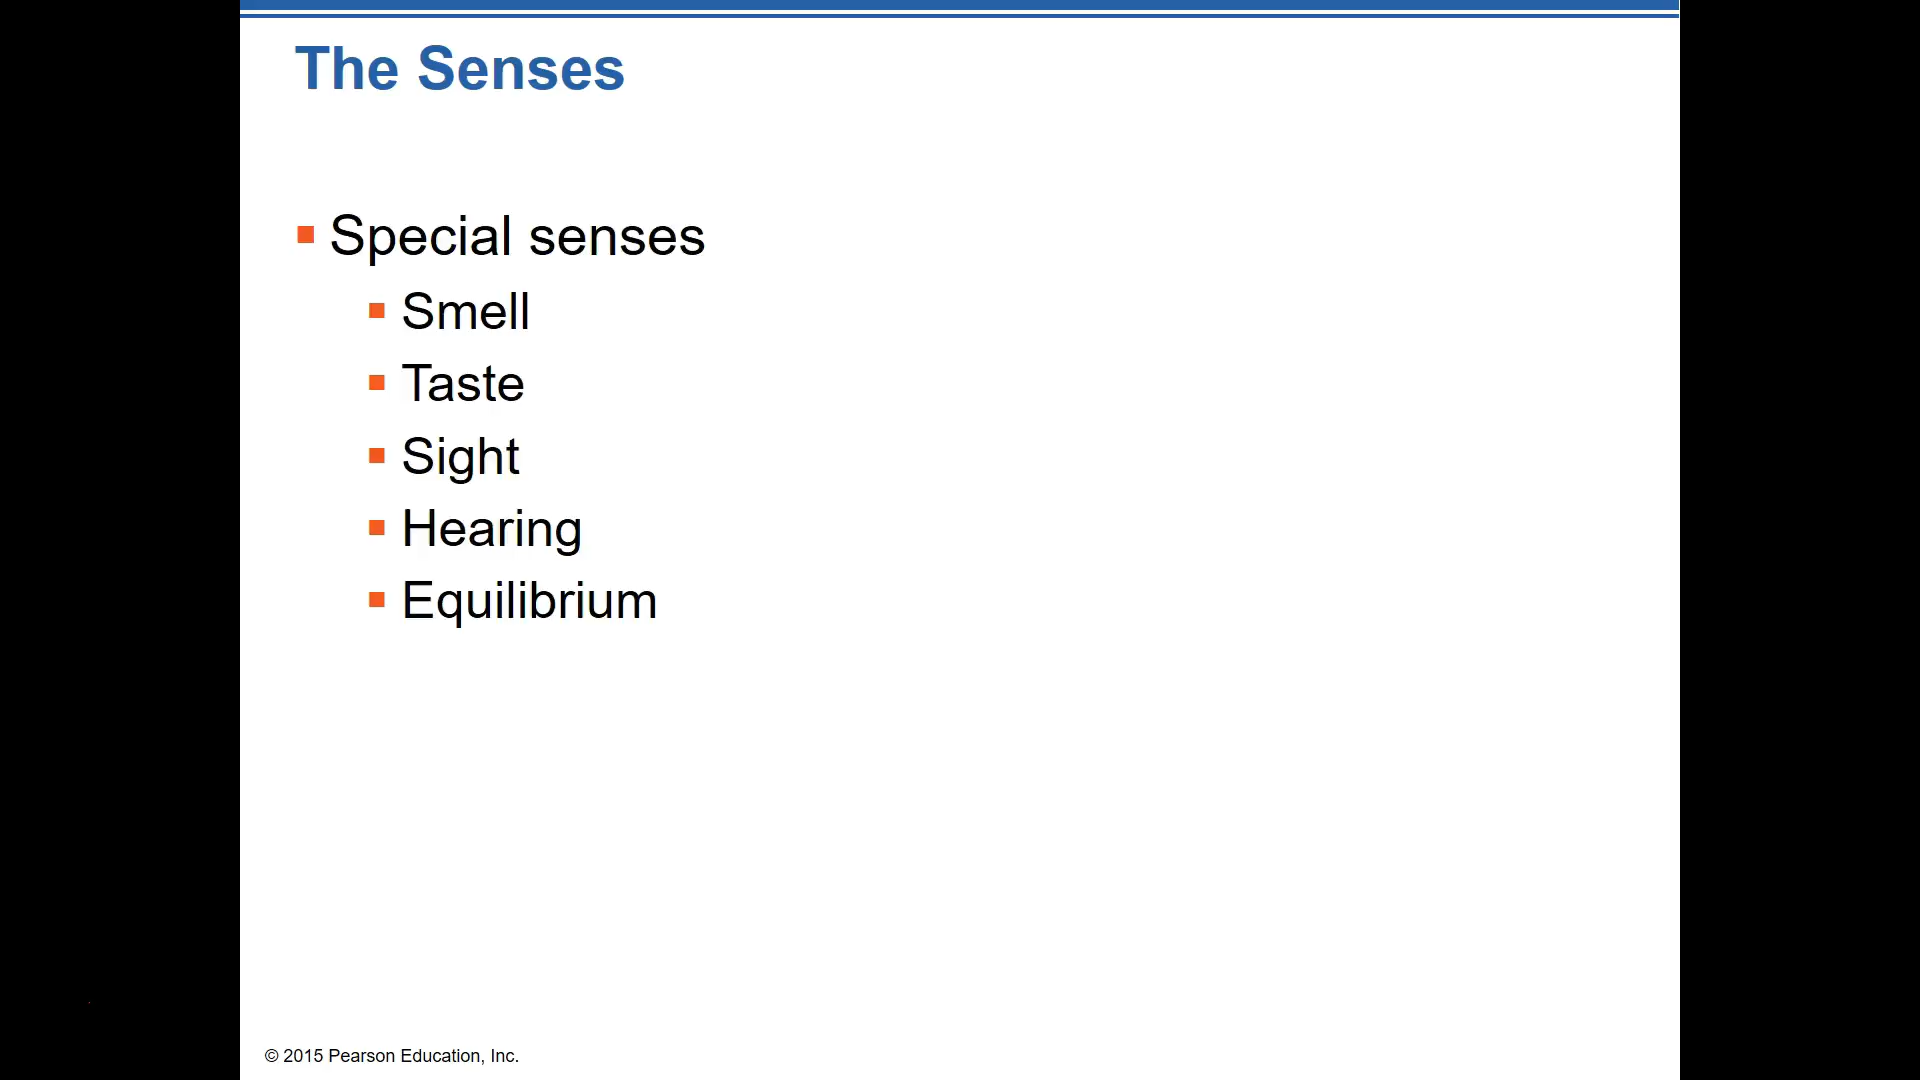 The Senses
Special senses
Smell
Taste
Sight
Hearing
Equilibrium
© 2015 Pearson Education, Inc.